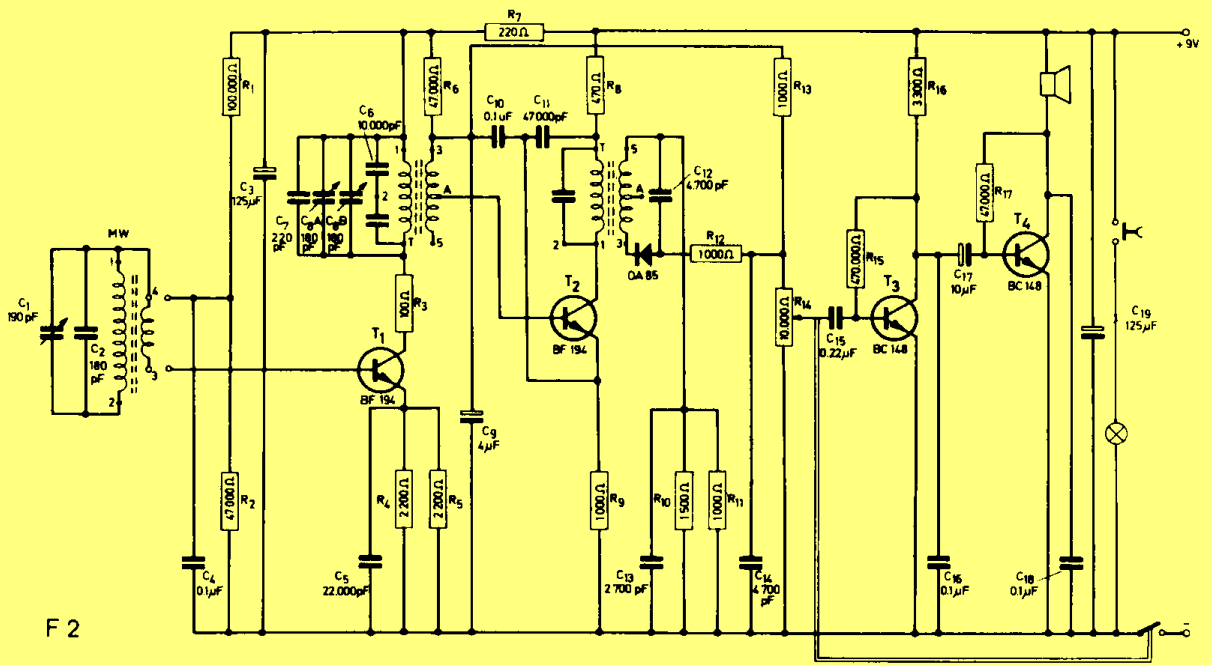 R7
220Ω
+ 9V
100.000Ω
R1
47.000Ω
R6
C10
0.1uF
C11
47000pF
470Ω
R8
1000Ω
R13
3.300Ω
R16
C6
10.000pF
1
3
T
5
C3
125µF
2
A
A
C12
4.700 pF
C7
220
pF
C8A
180
pF
C8B
180
pF
T
5
2
1
3
47.000Ω
R17
R12
1000Ω
OA 85
MW
1
4
C1
190pF
C2
180
pF
3
2
100Ω
R3
T1
BF 194
T2
BF 194
10.000Ω
R14
470.000Ω
R15
C15
0.22µF
T3
BC 148
C17
10µF
T4
BC 148
C19
125µF
C9
4µF
47000Ω
R2
R4
2.200Ω
2.200Ω
R5
1000Ω
R9
R10
1500Ω
1000Ω
R11
C4
0.1µF
C5
22.000pF
C13
2.700 pF
C14
4.700
pF
C16
0.1µF
C18
0.1µF
F 2
-